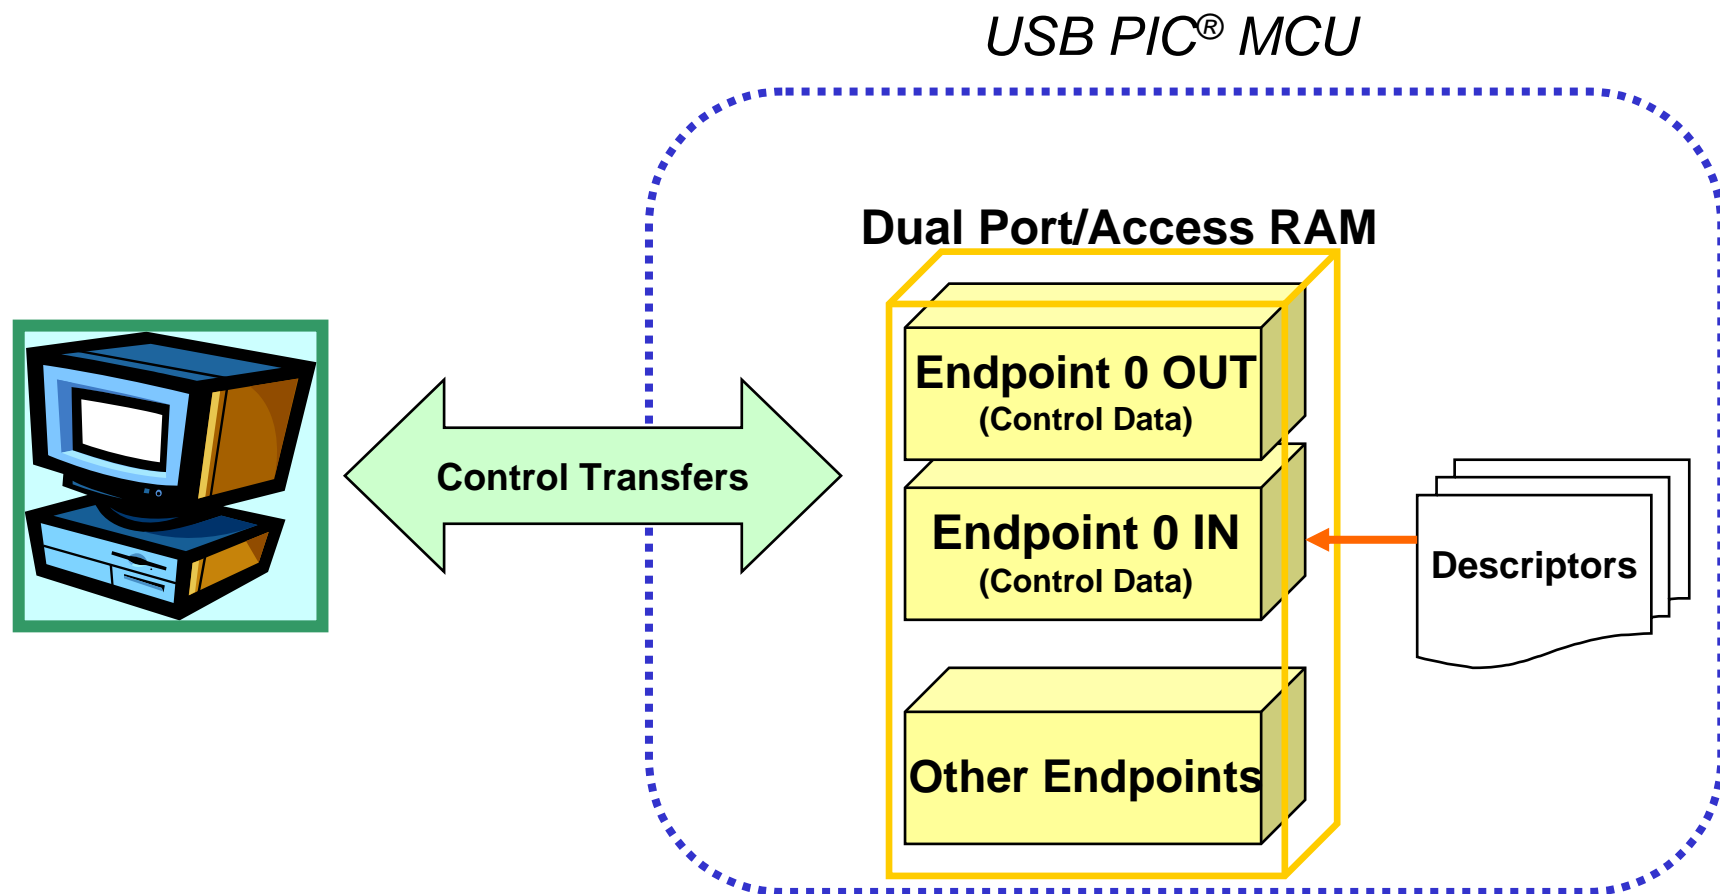 USB PIC® MCU
Dual Port/Access RAM
Endpoint 0 OUT
(Control Data)
Control Transfers
Endpoint 0 IN
(Control Data)
Descriptors
Other Endpoints